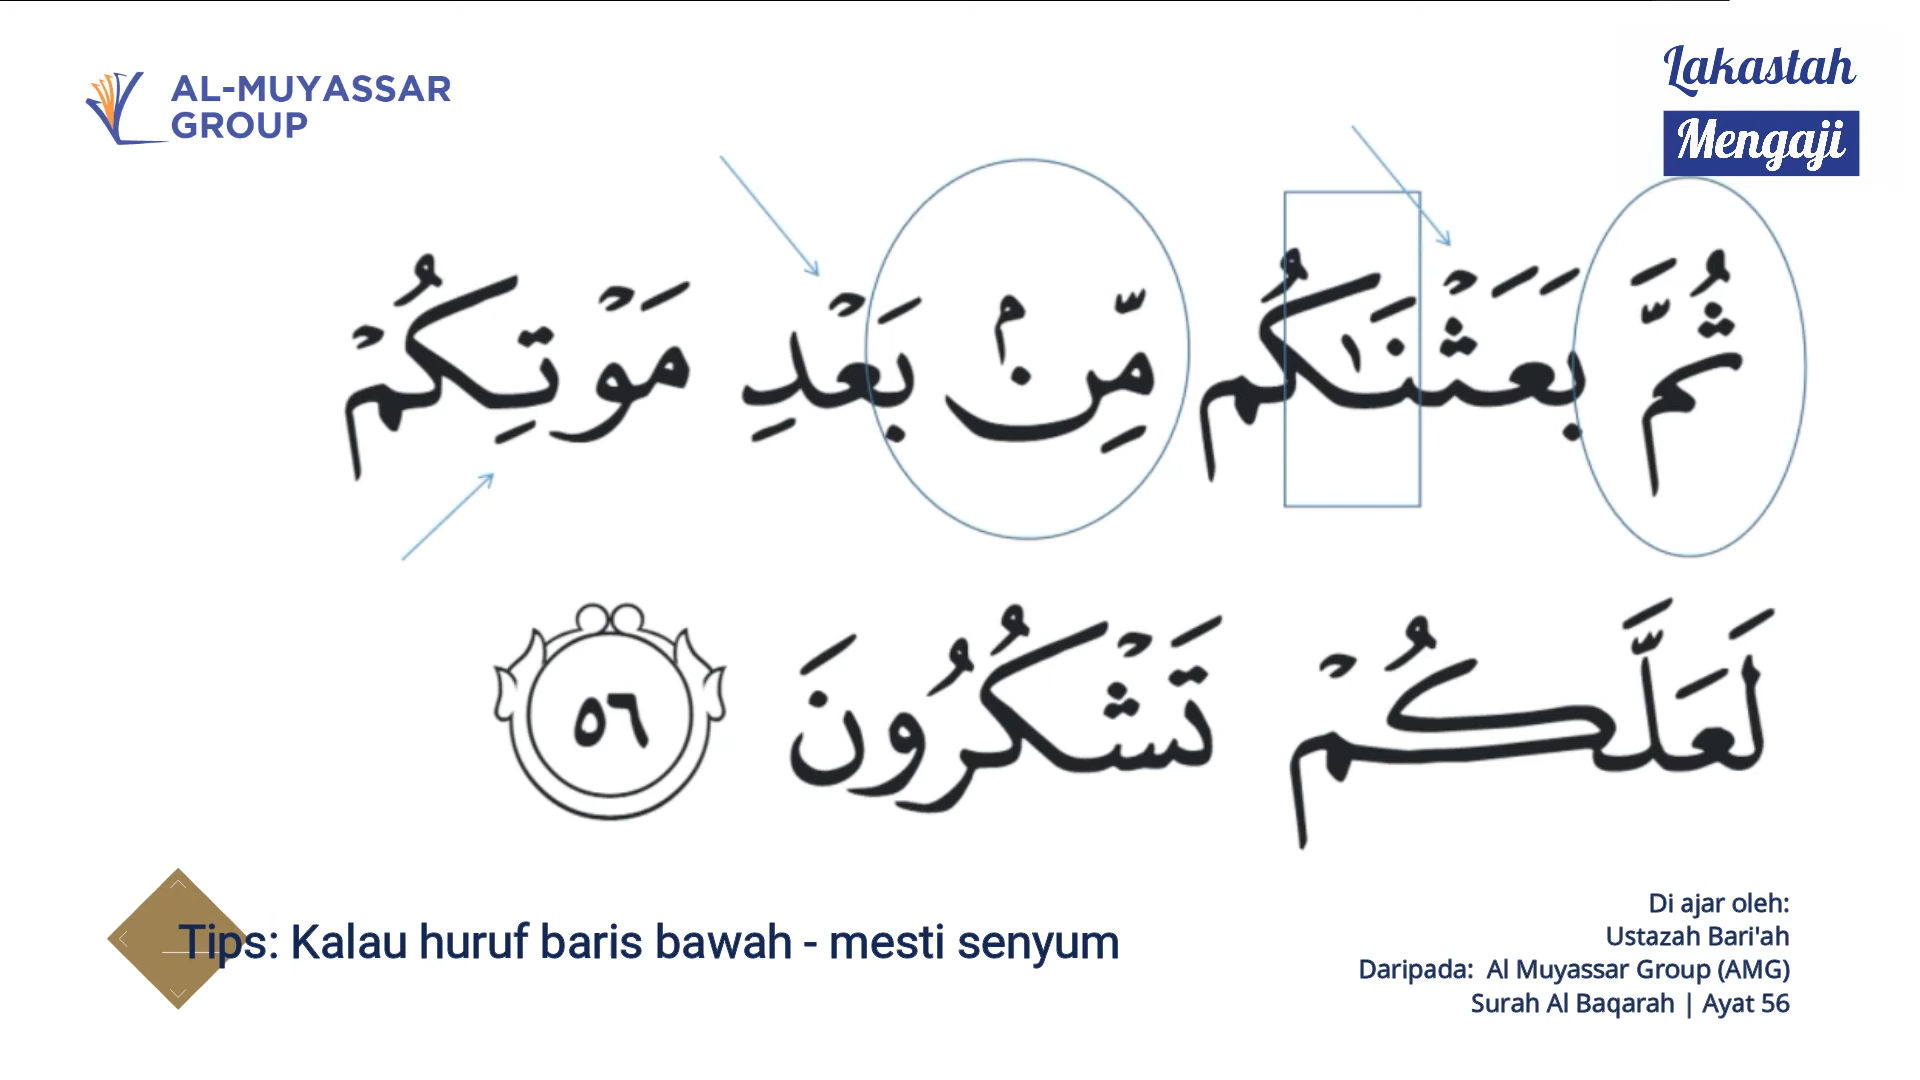 AL-MUYASSAR
GROUP
Lakastah
Mengaji
ثُمَّ بَعَثْنَـٰكُم مِّنۢ بَعْدِ مَوْتِكُمْ
لَعَلَّكُمْ تَشْكُرُونَ ٥٦
Tips: Kalau huruf baris bawah - mesti senyum
Di ajar oleh:
Ustazah Bari'ah
Daripada: Al Muyassar Group (AMG)
Surah Al Baqarah | Ayat 56